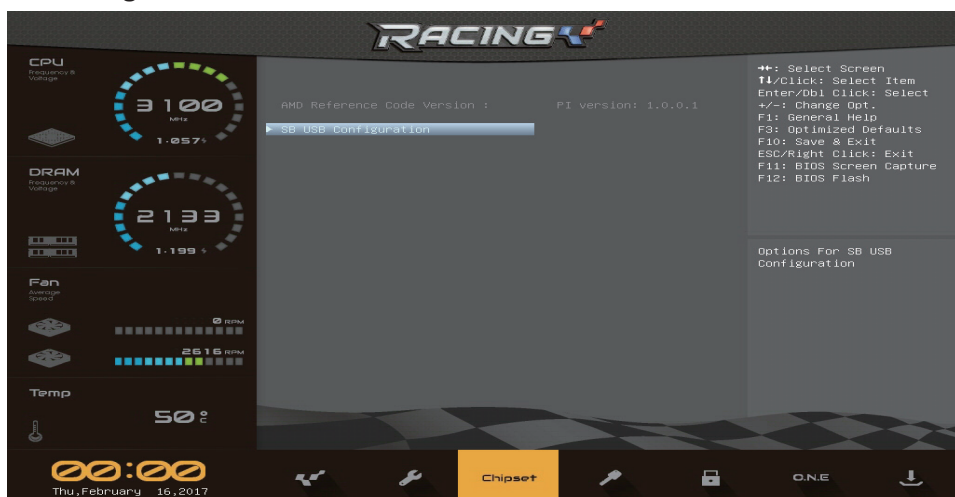 RACING
CPU
Frequency &
Voltage
3100
MHz
1.057
DRAM
Frequency &
Voltage
2133
MHz
1.199
Fan
Average
Speed
0 RPM
2616 RPM
Temp
50 °C
00:00
Thu,February 16,2017
AMD Reference Code Version : PI version: 1.0.0.1
▶ SB USB Configuration
→←: Select Screen
↑↓/Click: Select Item
Enter/Dbl Click: Select
+/-: Change Opt.
F1: General Help
F3: Optimized Defaults
F10: Save & Exit
ESC/Right Click: Exit
F11: BIOS Screen Capture
F12: BIOS Flash
Options For SB USB
Configuration
Chipset
O.N.E